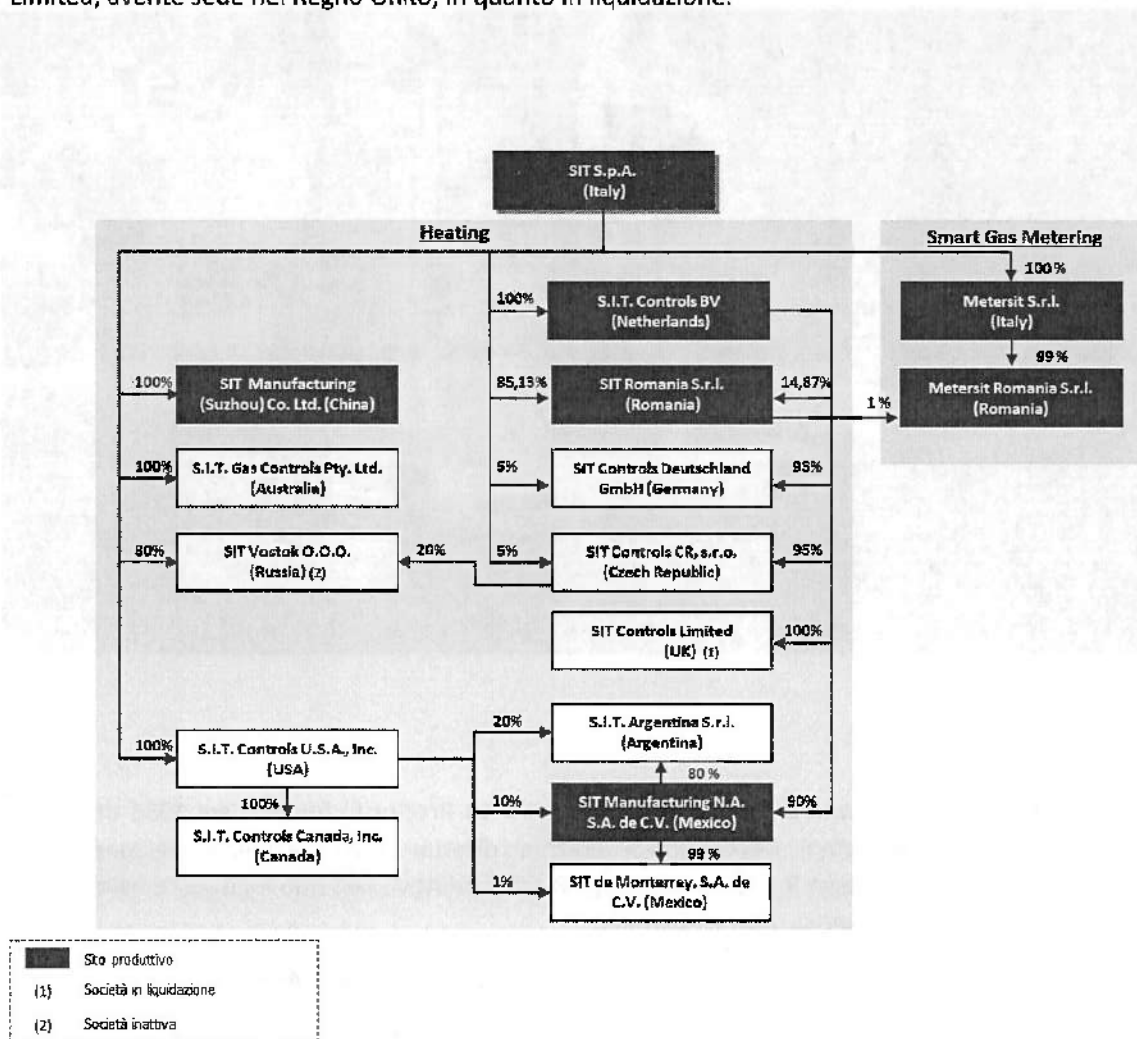 Limited, avente sede nel Regno Unito, in quanto in liquidazione.
SIT S.p.A.
(Italy)
Heating
Smart Gas Metering
100%
100%
S.I.T. Controls BV
(Netherlands)
Metersit S.r.l.
(Italy)
99%
100%
SIT Manufacturing
(Suzhou) Co. Ltd. (China)
85,13%
SIT Romania S.r.l.
(Romania)
14,87%
1%
Metersit Romania S.r.l.
(Romania)
100%
S.I.T. Gas Controls Pty. Ltd.
(Australia)
5%
SIT Controls Deutschland
GmbH (Germany)
95%
80%
SIT Vostok O.O.O.
(Russia) (2)
20%
5%
SIT Controls CR, s.r.o.
(Czech Republic)
95%
SIT Controls Limited
(UK) (1)
100%
20%
S.I.T. Argentina S.r.l.
(Argentina)
100%
S.I.T. Controls U.S.A., Inc.
(USA)
80%
100%
10%
SIT Manufacturing N.A.
S.A. de C.V. (Mexico)
90%
S.I.T. Controls Canada, Inc.
(Canada)
99%
1%
SIT de Monterrey, S.A. de
C.V. (Mexico)
Sito produttivo
(1) Società in liquidazione
(2) Società inattiva